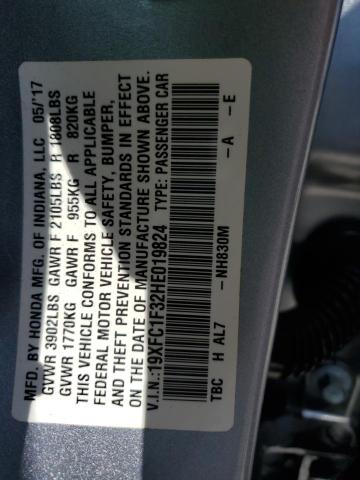 MFD. BY HONDA MFG. OF INDIANA, LLC 05/'17
GVWR 3902LBS GAWR F 2105LBS R 1808LBS
GVWR 1770KG GAWR F 955KG R 820KG
THIS VEHICLE CONFORMS TO ALL APPLICABLE
FEDERAL MOTOR VEHICLE SAFETY, BUMPER,
AND THEFT PREVENTION STANDARDS IN EFFECT
ON THE DATE OF MANUFACTURE SHOWN ABOVE.
V.I.N.:19XFC1F32HE019824 TYPE: PASSENGER CAR
TBC H AL7 -NH830M -A -E